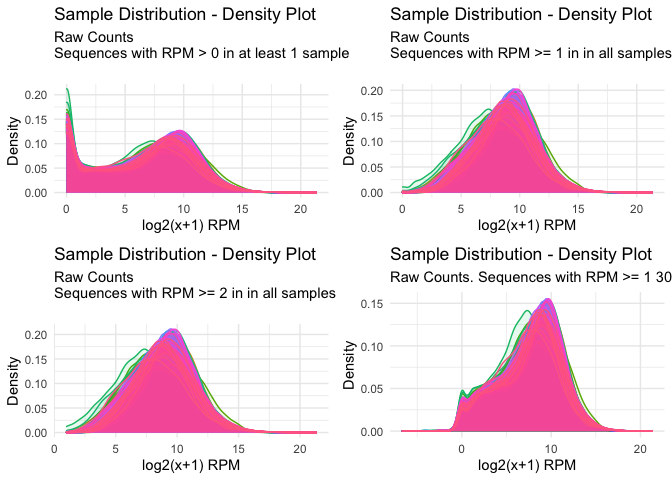 Sample Distribution - Density Plot
Raw Counts
Sequences with RPM > 0 in at least 1 sample
0.20
0.15
0.10
0.05
0.00
Density
0
5
10
15
20
log2(x+1) RPM
Sample Distribution - Density Plot
Raw Counts
Sequences with RPM >= 1 in in all samples
0.20
0.15
0.10
0.05
0.00
Density
0
5
10
15
20
log2(x+1) RPM
Sample Distribution - Density Plot
Raw Counts
Sequences with RPM >= 2 in in all samples
0.20
0.15
0.10
0.05
0.00
Density
0
5
10
15
20
log2(x+1) RPM
Sample Distribution - Density Plot
Raw Counts. Sequences with RPM >= 1 30
0.15
0.10
0.05
0.00
Density
0
10
20
log2(x+1) RPM